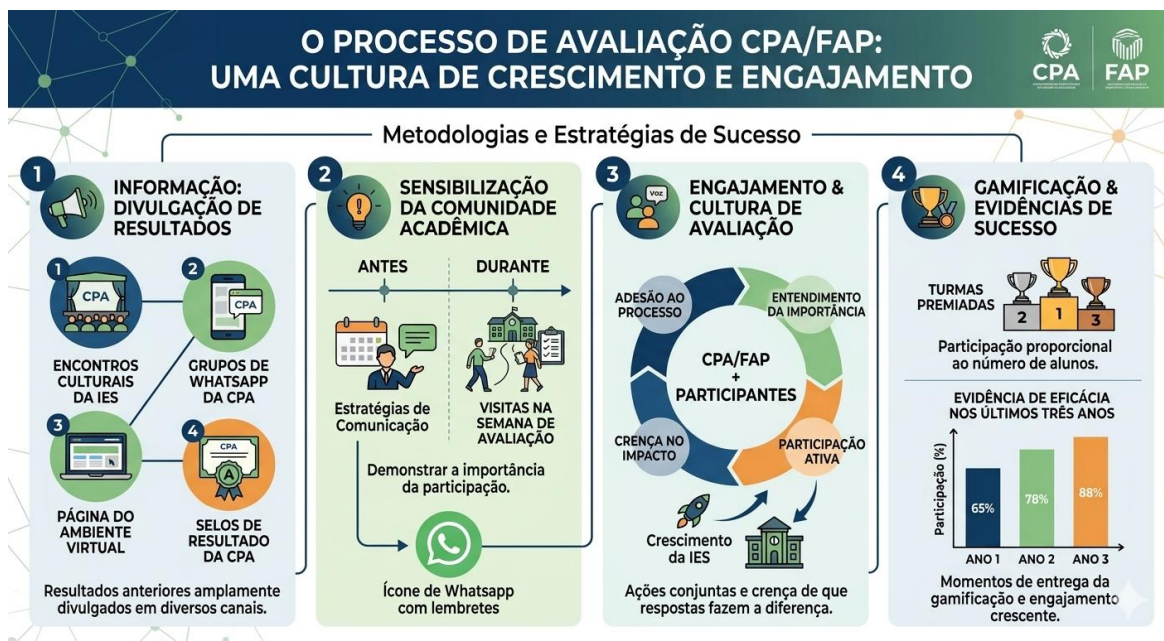 O PROCESSO DE AVALIAÇÃO CPA/FAP:
UMA CULTURA DE CRESCIMENTO E ENGAJAMENTO
CPA
FAP
Metodologias e Estratégias de Sucesso
1
INFORMAÇÃO:
DIVULGAÇÃO DE
RESULTADOS
1
CPA
ENCONTROS
CULTURAIS
DA IES
2
CPA
GRUPOS DE
WHATSAPP
DA CPA
3
PÁGINA DO
AMBIENTE
VIRTUAL
4
CPA
A
SELOS DE
RESULTADO
DA CPA
Resultados anteriores amplamente
divulgados em diversos canais.
2
SENSIBILIZAÇÃO
DA COMUNIDADE
ACADÊMICA
ANTES
DURANTE
Estratégias de
Comunicação
VISITAS NA
SEMANA DE
AVALIAÇÃO
Demonstrar a importância
da participação.
Ícone de Whatsapp
com lembretes
3
VOZ
ENGAJAMENTO &
CULTURA DE
AVALIAÇÃO
ADESÃO AO
PROCESSO
ENTENDIMENTO
DA IMPORTÂNCIA
CPA/FAP
+
PARTICIPANTES
CRENÇA NO
IMPACTO
PARTICIPAÇÃO
ATIVA
Crescimento
da IES
Ações conjuntas e crença de que
respostas fazem a diferença.
4
GAMIFICAÇÃO &
EVIDÊNCIAS DE
SUCESSO
TURMAS
PREMIADAS
2
1
3
Participação proporcional
ao número de alunos.
EVIDÊNCIA DE EFICÁCIA
NOS ÚLTIMOS TRÊS ANOS
Participação (%)
65%
78%
88%
ANO 1
ANO 2
ANO 3
Momentos de entrega da
gamificação e engajamento
crescente.